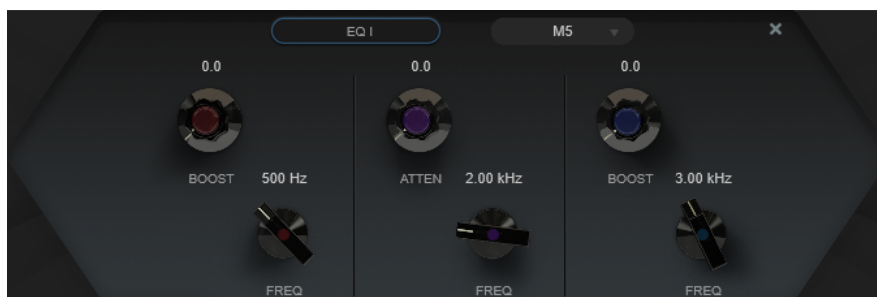 EQ I M5
0.0 0.0 0.0
BOOST 500 Hz ATTEN 2.00 kHz BOOST 3.00 kHz
FREQ FREQ FREQ